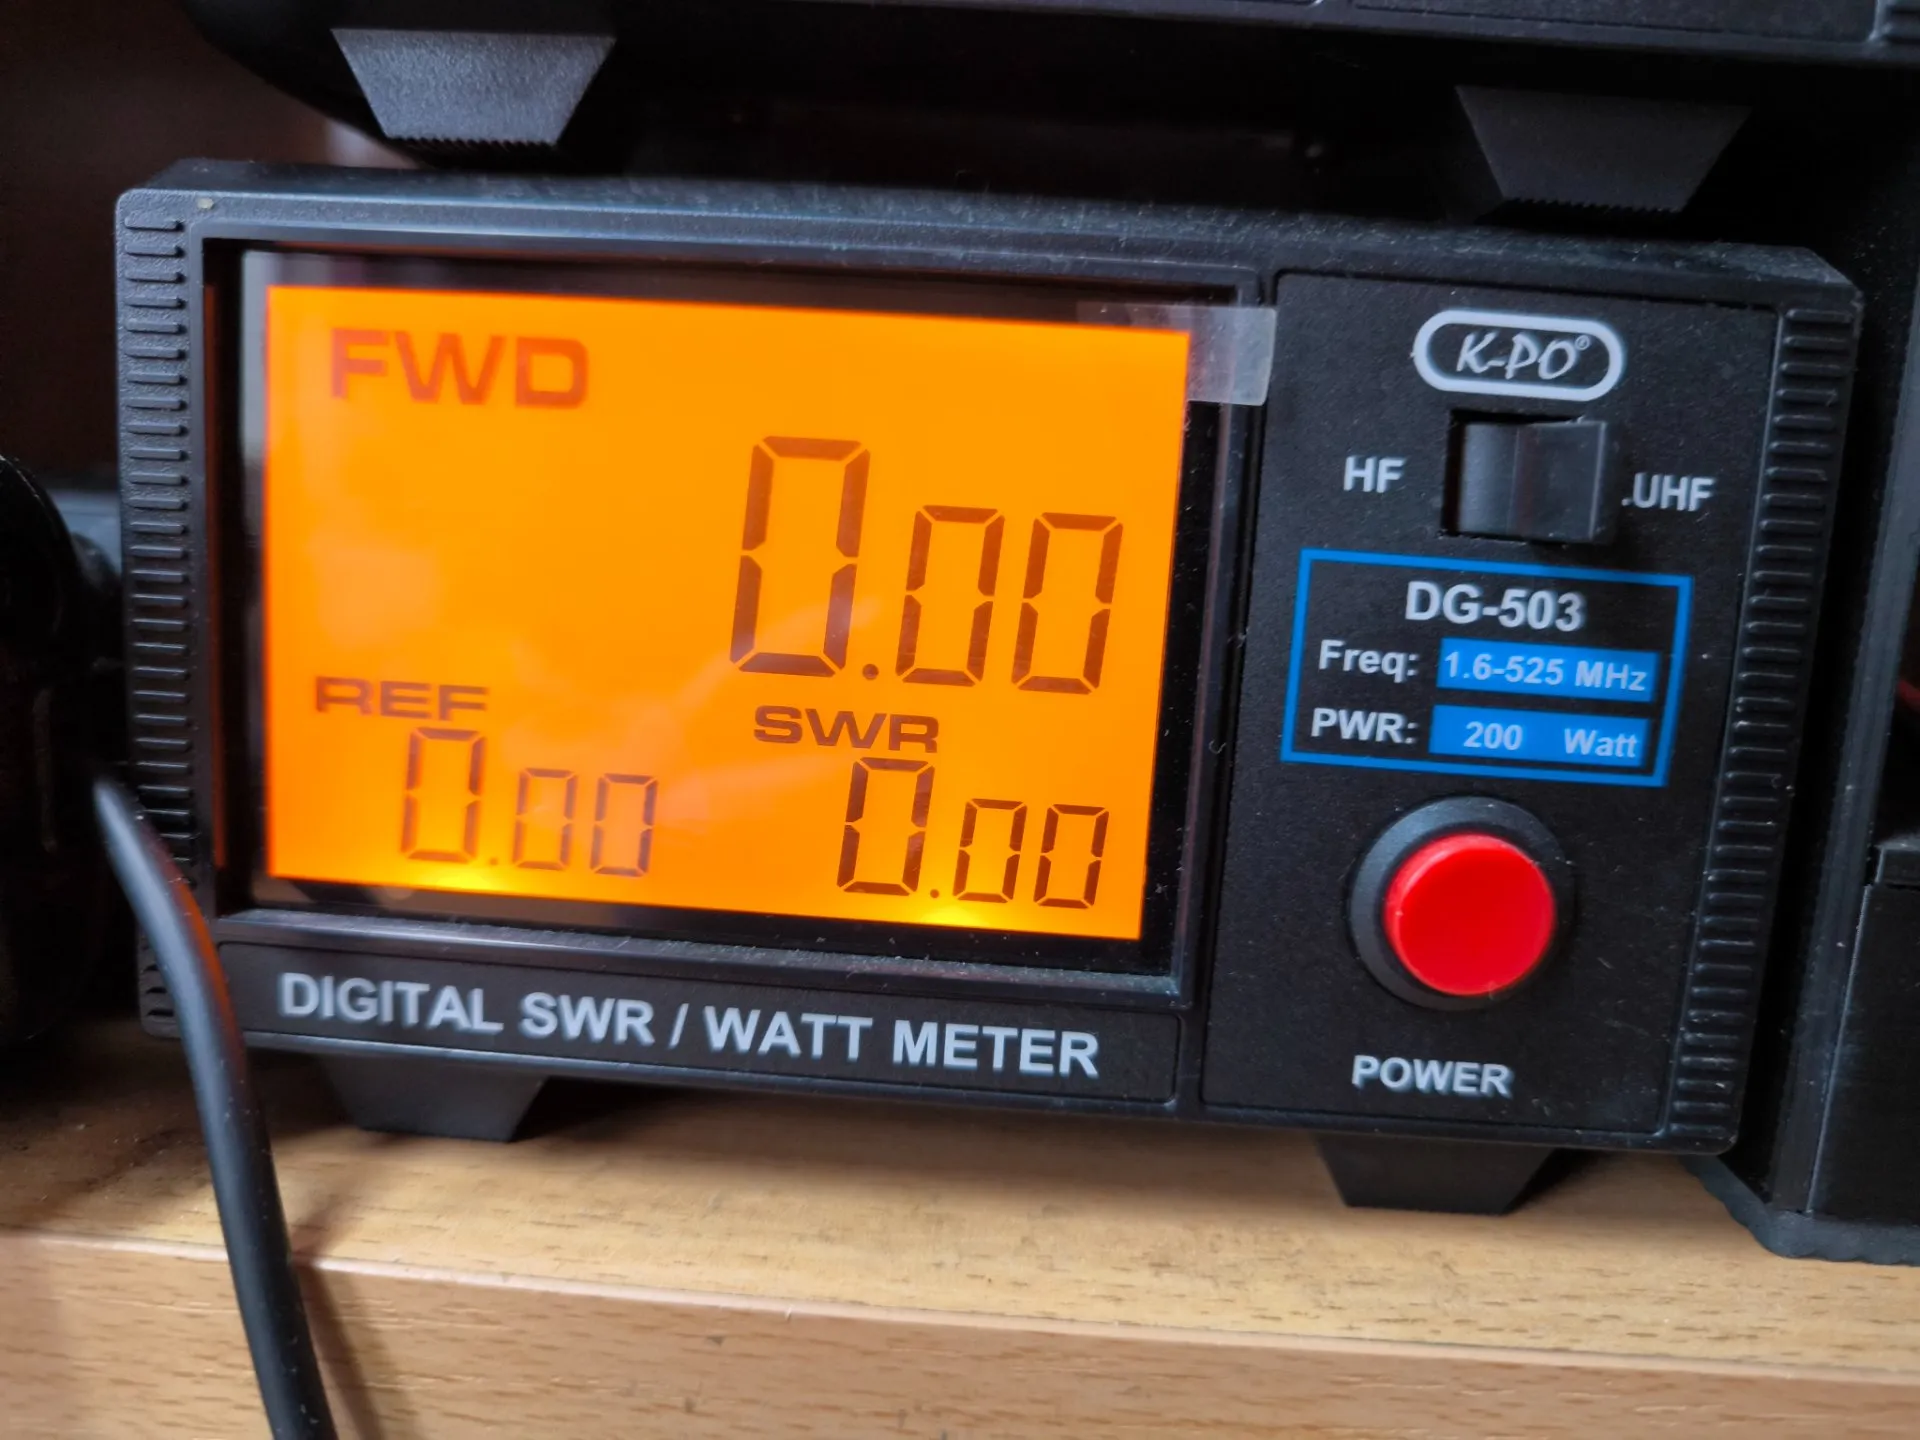 FWD
0.00
REF
0.00
SWR
0.00
DIGITAL SWR / WATT METER
K-PO®
HF .UHF
DG-503
Freq: 1.6-525 MHz
PWR: 200 Watt
POWER